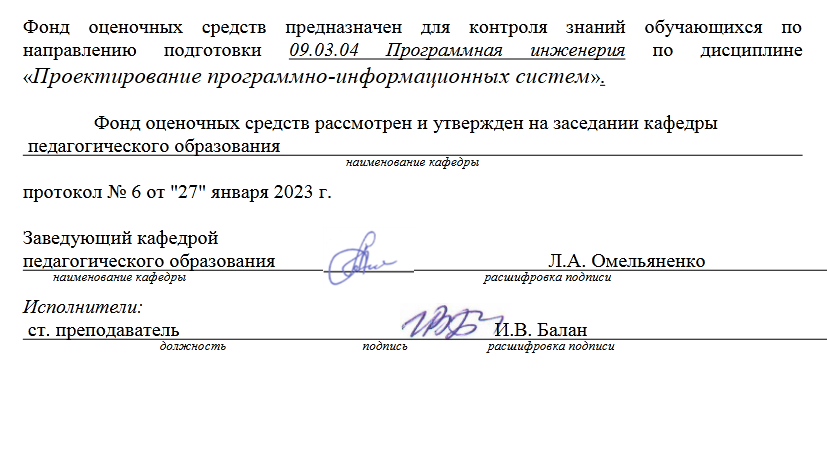 Фонд оценочных средств предназначен для контроля знаний обучающихся по
направлению подготовки 09.03.04 Программная инженерия по дисциплине
«Проектирование программно-информационных систем».
Фонд оценочных средств рассмотрен и утвержден на заседании кафедры
педагогического образования
наименование кафедры
протокол № 6 от "27" января 2023 г.
Заведующий кафедрой
педагогического образования Л.А. Омельяненко
наименование кафедры расшифровка подписи
Исполнители:
ст. преподаватель И.В. Балан
должность подпись расшифровка подписи